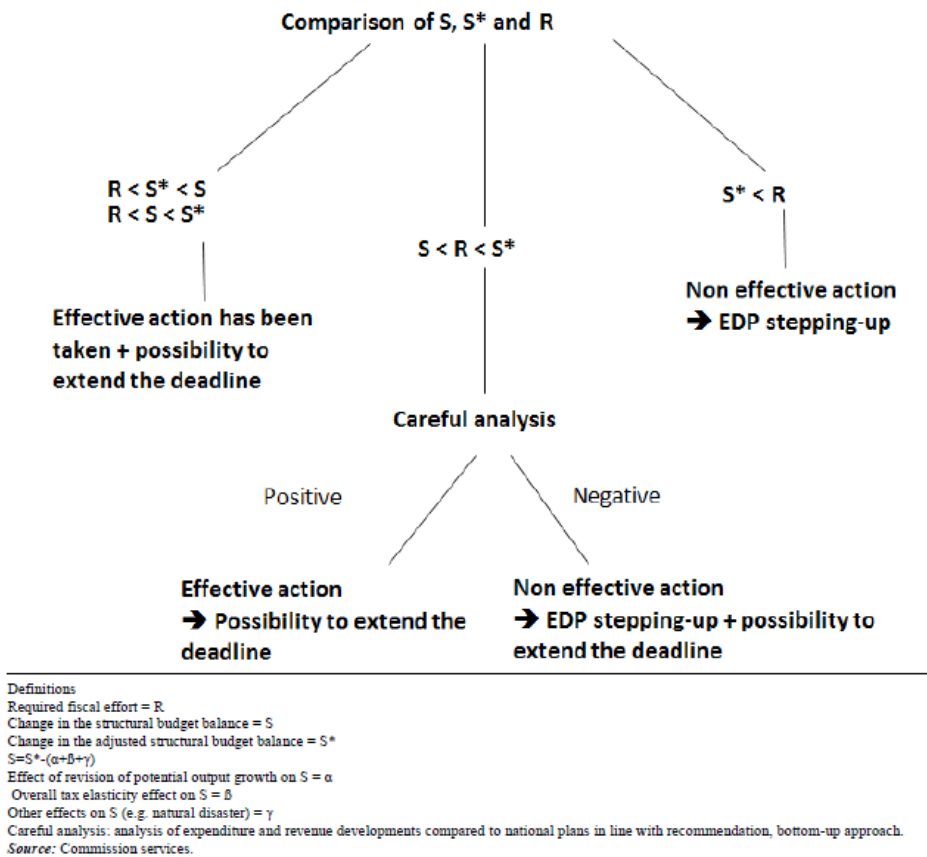 Comparison of S, S* and R
R < S* < S
R < S < S*
S* < R
S < R < S*
Effective action has been
taken + possibility to
extend the deadline
Non effective action
➔ EDP stepping-up
Careful analysis
Positive
Negative
Effective action
➔ Possibility to extend the
deadline
Non effective action
➔ EDP stepping-up + possibility to
extend the deadline
Definitions
Required fiscal effort = R
Change in the structural budget balance = S
Change in the adjusted structural budget balance = S*
S=S*-(α+ß+γ)
Effect of revision of potential output growth on S = α
Overall tax elasticity effect on S = ß
Other effects on S (e.g. natural disaster) = γ
Careful analysis: analysis of expenditure and revenue developments compared to national plans in line with recommendation, bottom-up approach.
Source: Commission services.